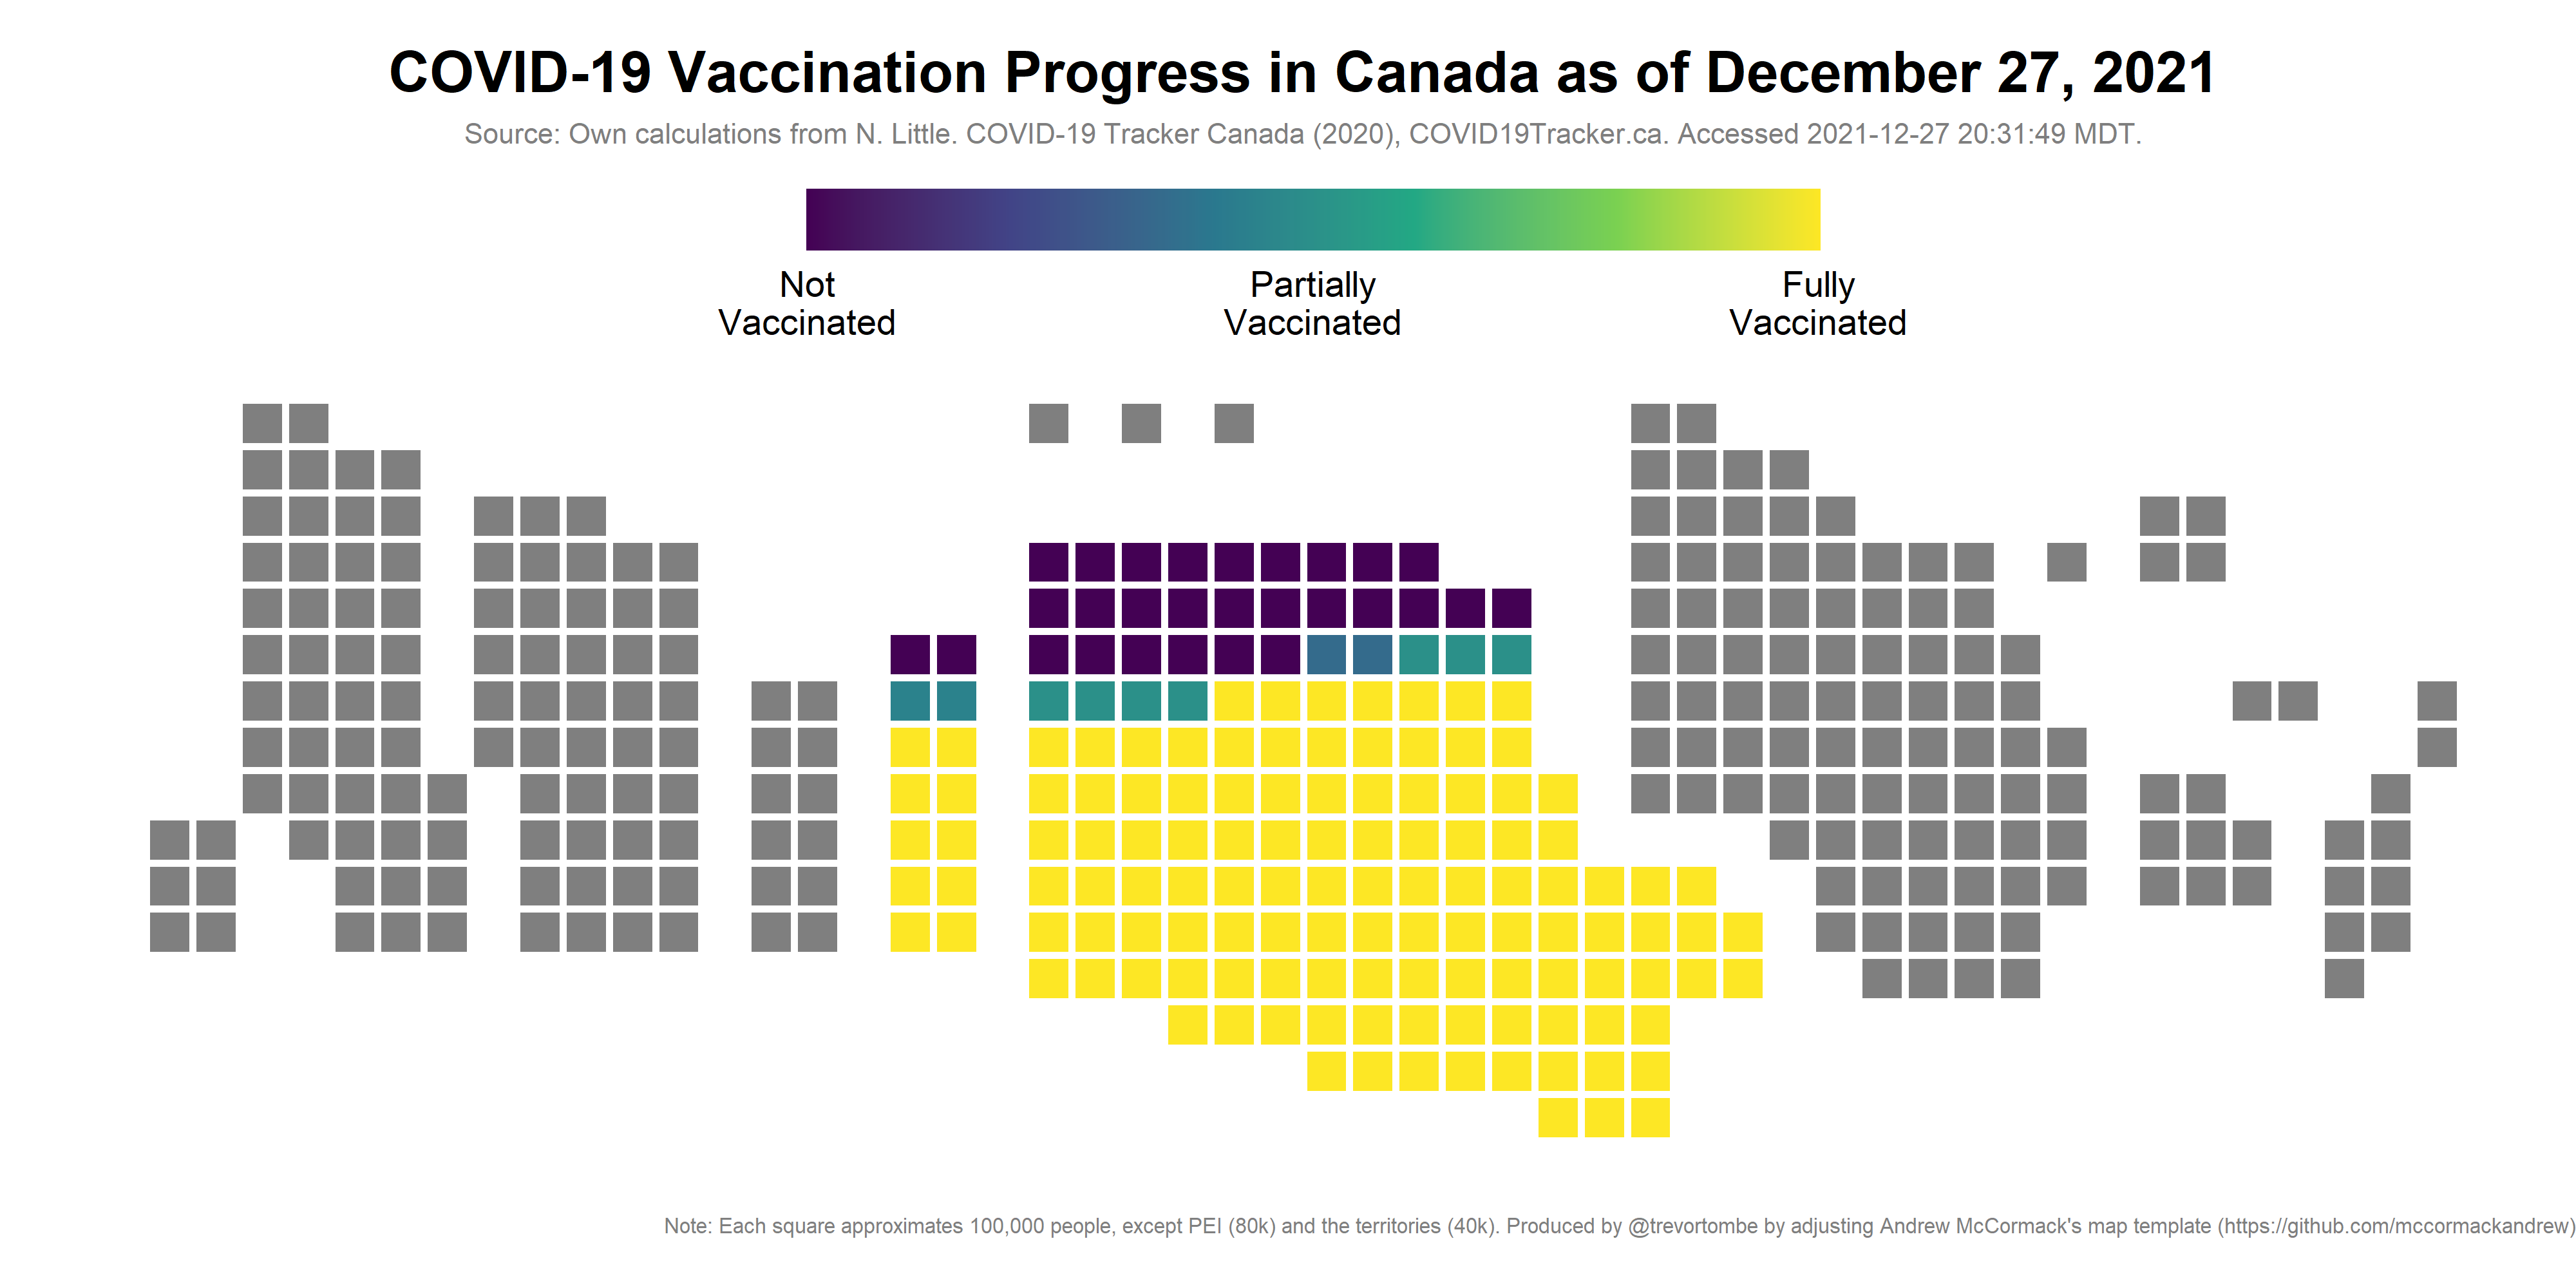 COVID-19 Vaccination Progress in Canada as of December 27, 2021
Source: Own calculations from N. Little. COVID-19 Tracker Canada (2020), COVID19Tracker.ca. Accessed 2021-12-27 20:31:49 MDT.
Not Vaccinated
Partially Vaccinated
Fully Vaccinated
Note: Each square approximates 100,000 people, except PEI (80k) and the territories (40k). Produced by @trevortombe by adjusting Andrew McCormack's map template (https://github.com/mccormackandrew)